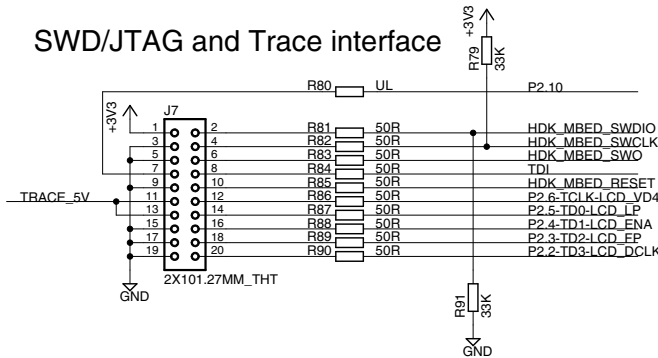 SWD/JTAG and Trace interface
+3V3
R79
33K
R80 UL P2.10
J7
+3V3
1 2 R81 50R HDK_MBED_SWDIO
3 4 R82 50R HDK_MBED_SWCLK
5 6 R83 50R HDK_MBED_SWO
7 8 R84 50R TDI
9 10 R85 50R HDK_MBED_RESET
TRACE_5V 11 12 R86 50R P2.6-TCLK-LCD_VD4
13 14 R87 50R P2.5-TD0-LCD_LP
15 16 R88 50R P2.4-TD1-LCD_ENA
17 18 R89 50R P2.3-TD2-LCD_FP
19 20 R90 50R P2.2-TD3-LCD_DCLK
2X101.27MM_THT
GND
R91
33K
GND